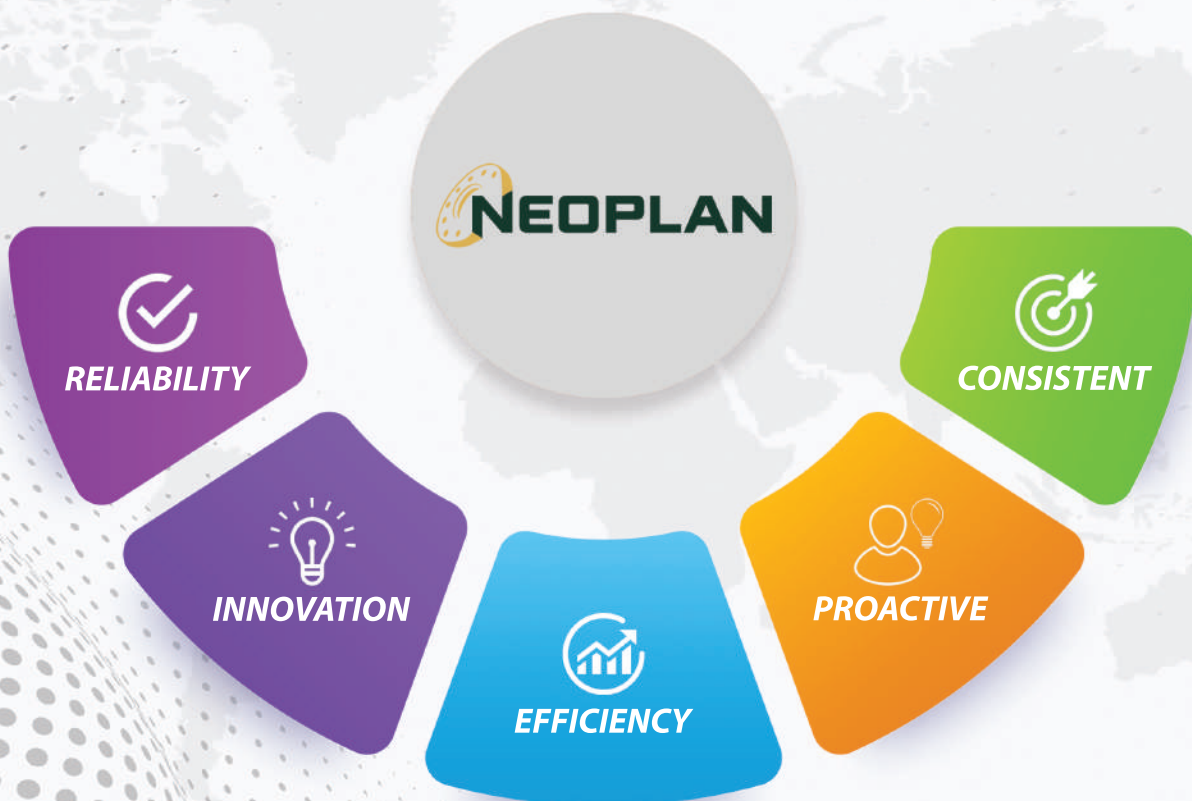 NEOPLAN
RELIABILITY
INNOVATION
EFFICIENCY
PROACTIVE
CONSISTENT